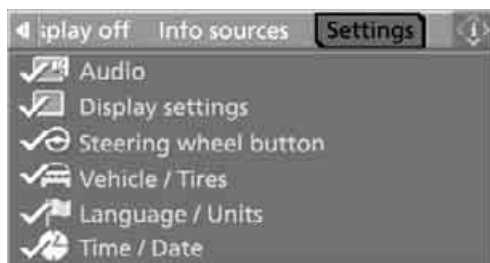 splay off Info sources Settings i
Audio
Display settings
Steering wheel button
Vehicle / Tires
Language / Units
Time / Date